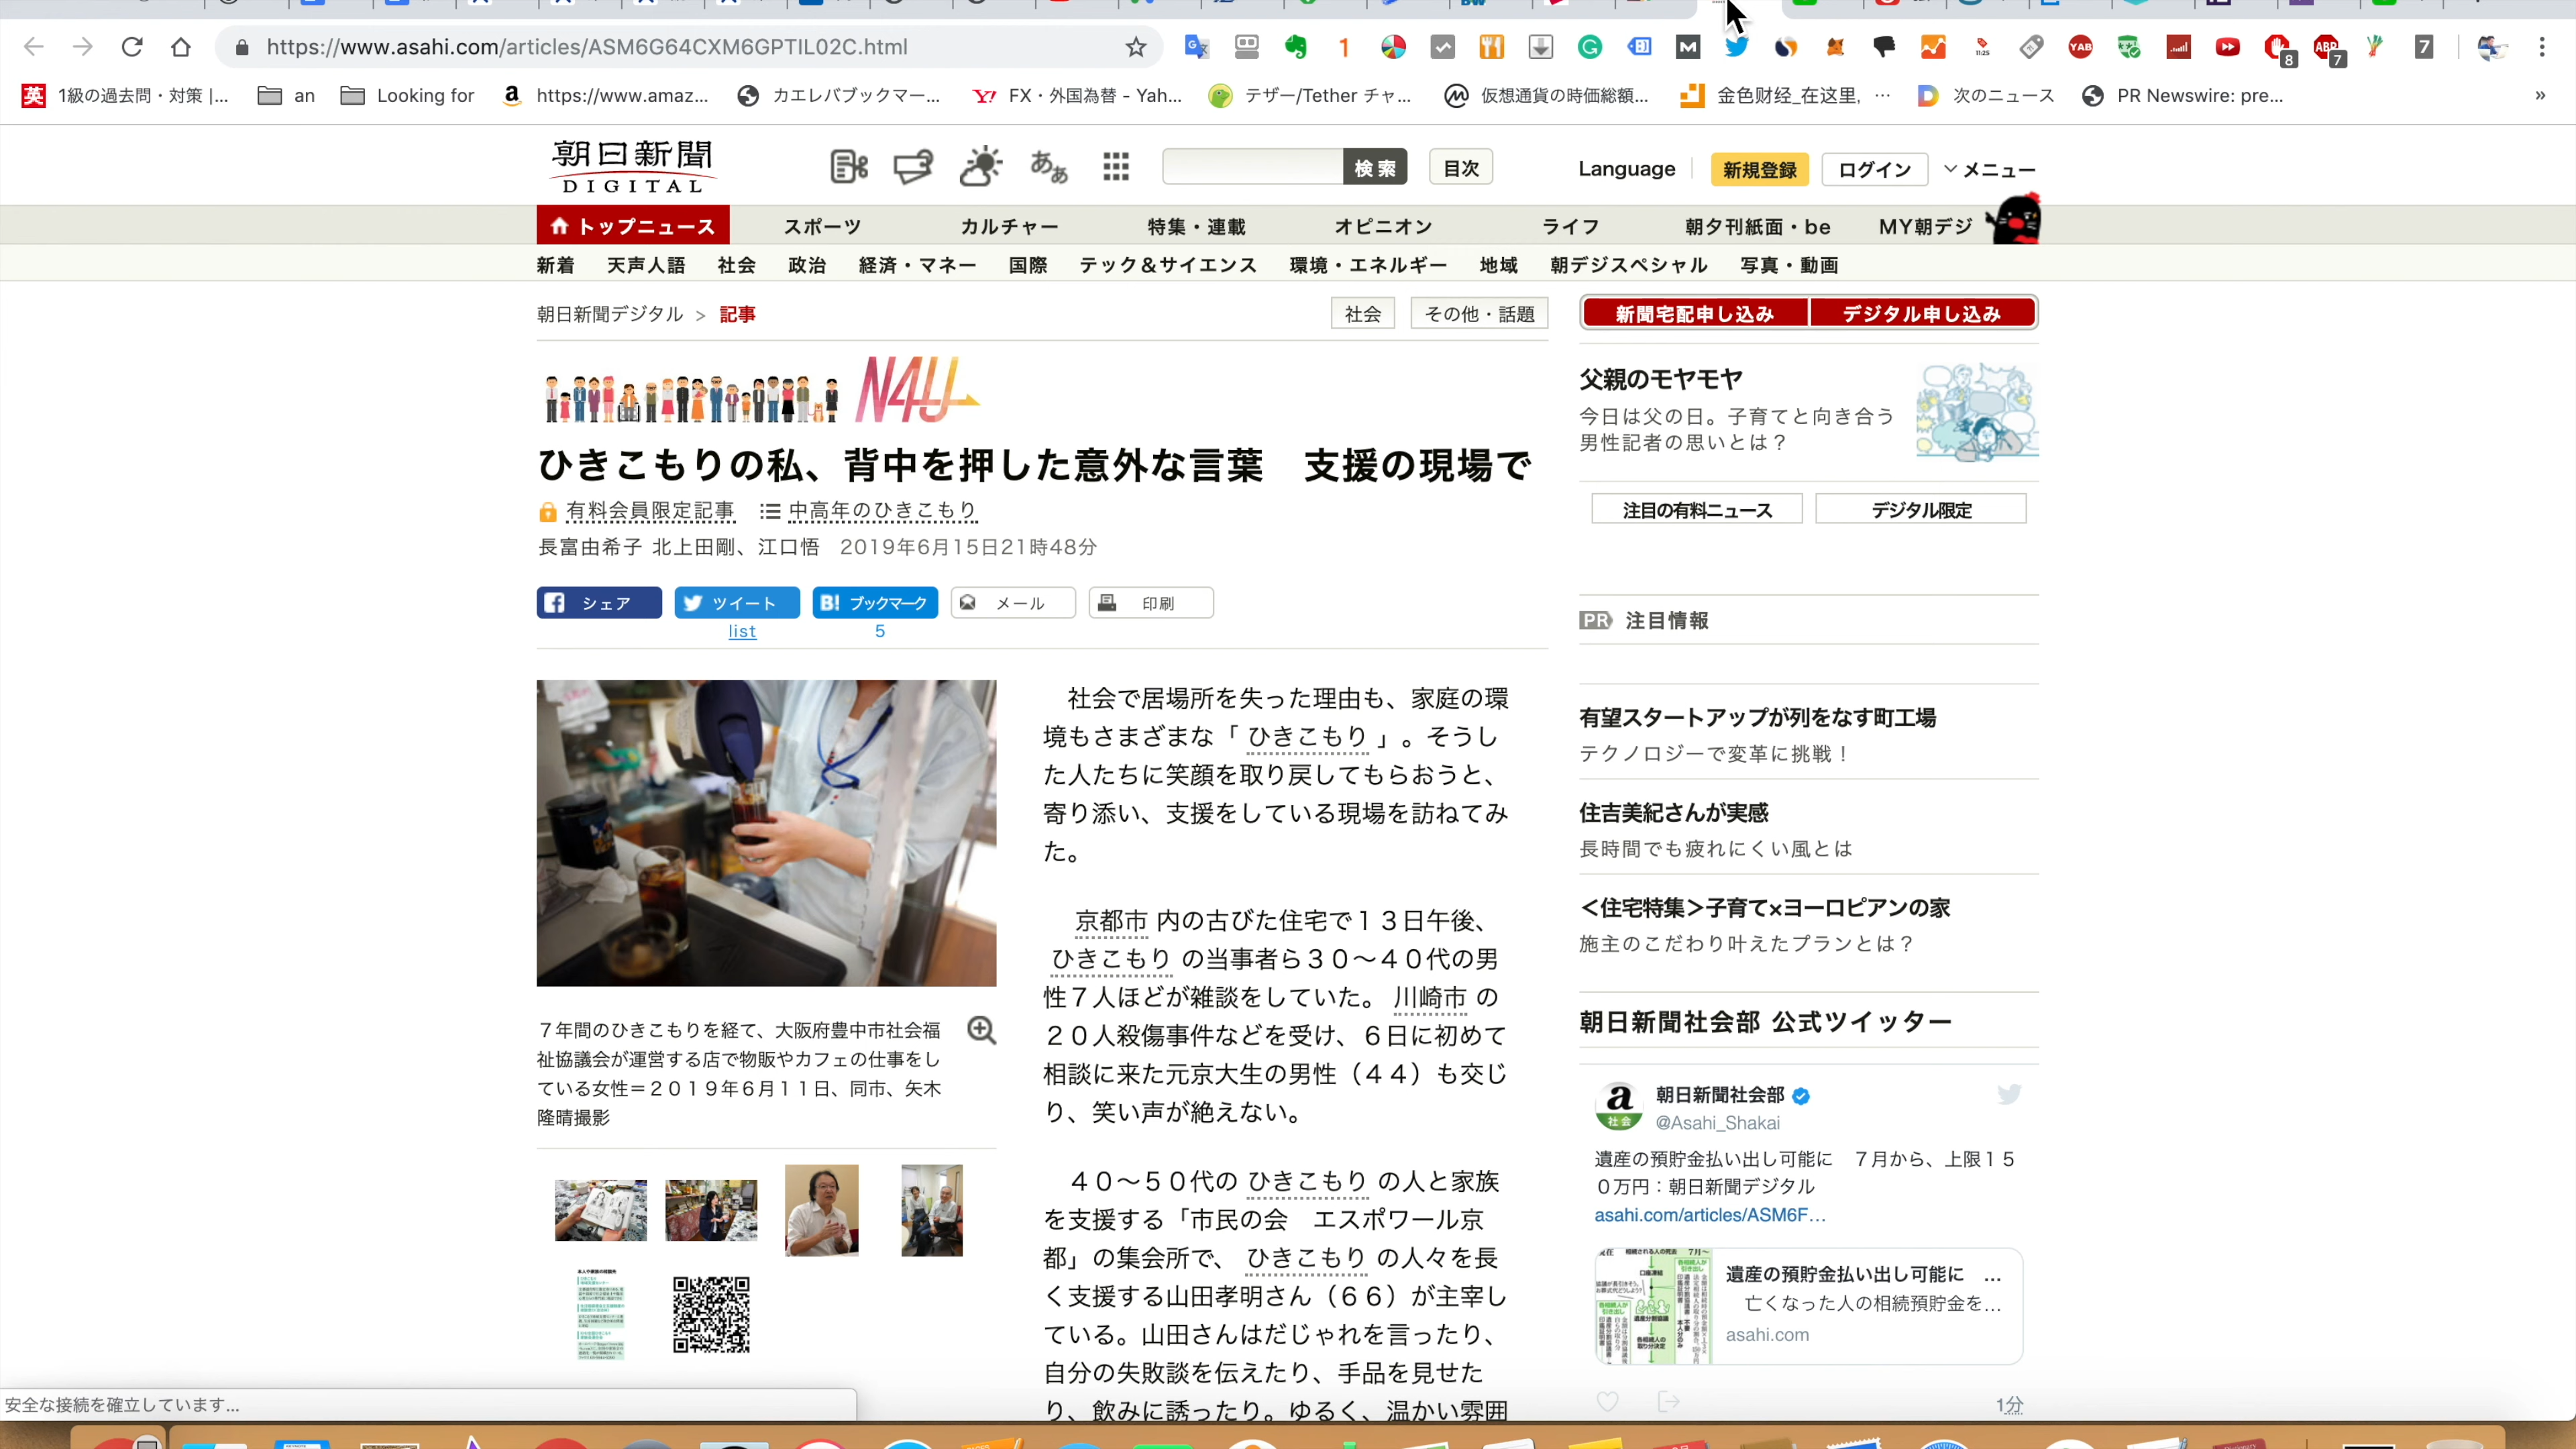 https://www.asahi.com/articles/ASM6G64CXM6GPTIL02C.html
1級の過去問・対策 |...
an
Looking for
https://www.amaz...
カエレバブックマー...
FX・外国為替 - Yah...
テザー/Tether チャ...
仮想通貨の時価総額...
金色财经_在这里, ...
次のニュース
PR Newswire: pre...
»
朝日新聞
DIGITAL
検索
目次
Language
新規登録
ログイン
メニュー
トップニュース
スポーツ
カルチャー
特集・連載
オピニオン
ライフ
朝夕刊紙面・be
MY朝デジ
新着
天声人語
社会
政治
経済・マネー
国際
テック＆サイエンス
環境・エネルギー
地域
朝デジスペシャル
写真・動画
朝日新聞デジタル > 記事
社会
その他・話題
N4U
ひきこもりの私、背中を押した意外な言葉　支援の現場で
有料会員限定記事
中高年のひきこもり
長富由希子 北上田剛、江口悟　2019年6月15日21時48分
シェア
ツイート
B! ブックマーク
メール
印刷
list
5
７年間のひきこもりを経て、大阪府豊中市社会福
祉協議会が運営する店で物販やカフェの仕事をし
ている女性＝２０１９年６月１１日、同市、矢木
隆晴撮影
　社会で居場所を失った理由も、家庭の環
境もさまざまな「 ひきこもり 」。そうし
た人たちに笑顔を取り戻してもらおうと、
寄り添い、支援をしている現場を訪ねてみ
た。
　京都市 内の古びた住宅で１３日午後、
ひきこもり の当事者ら３０～４０代の男
性７人ほどが雑談をしていた。 川崎市 の
２０人殺傷事件などを受け、６日に初めて
相談に来た元京大生の男性（４４）も交じ
り、笑い声が絶えない。
　４０～５０代の ひきこもり の人と家族
を支援する「市民の会　エスポワール京
都」の集会所で、 ひきこもり の人々を長
く支援する山田孝明さん（６６）が主宰し
ている。山田さんはだじゃれを言ったり、
自分の失敗談を伝えたり、手品を見せた
り、飲みに誘ったり。ゆるく、温かい雰囲
新聞宅配申し込み
デジタル申し込み
父親のモヤモヤ
今日は父の日。子育てと向き合う
男性記者の思いとは？
注目の有料ニュース
デジタル限定
PR 注目情報
有望スタートアップが列をなす町工場
テクノロジーで変革に挑戦！
住吉美紀さんが実感
長時間でも疲れにくい風とは
＜住宅特集＞子育て×ヨーロピアンの家
施主のこだわり叶えたプランとは？
朝日新聞社会部 公式ツイッター
朝日新聞社会部
@Asahi_Shakai
遺産の預貯金払い出し可能に　７月から、上限１５
０万円：朝日新聞デジタル
asahi.com/articles/ASM6F…
遺産の預貯金払い出し可能に ...
亡くなった人の相続預貯金を...
asahi.com
1分
安全な接続を確立しています...